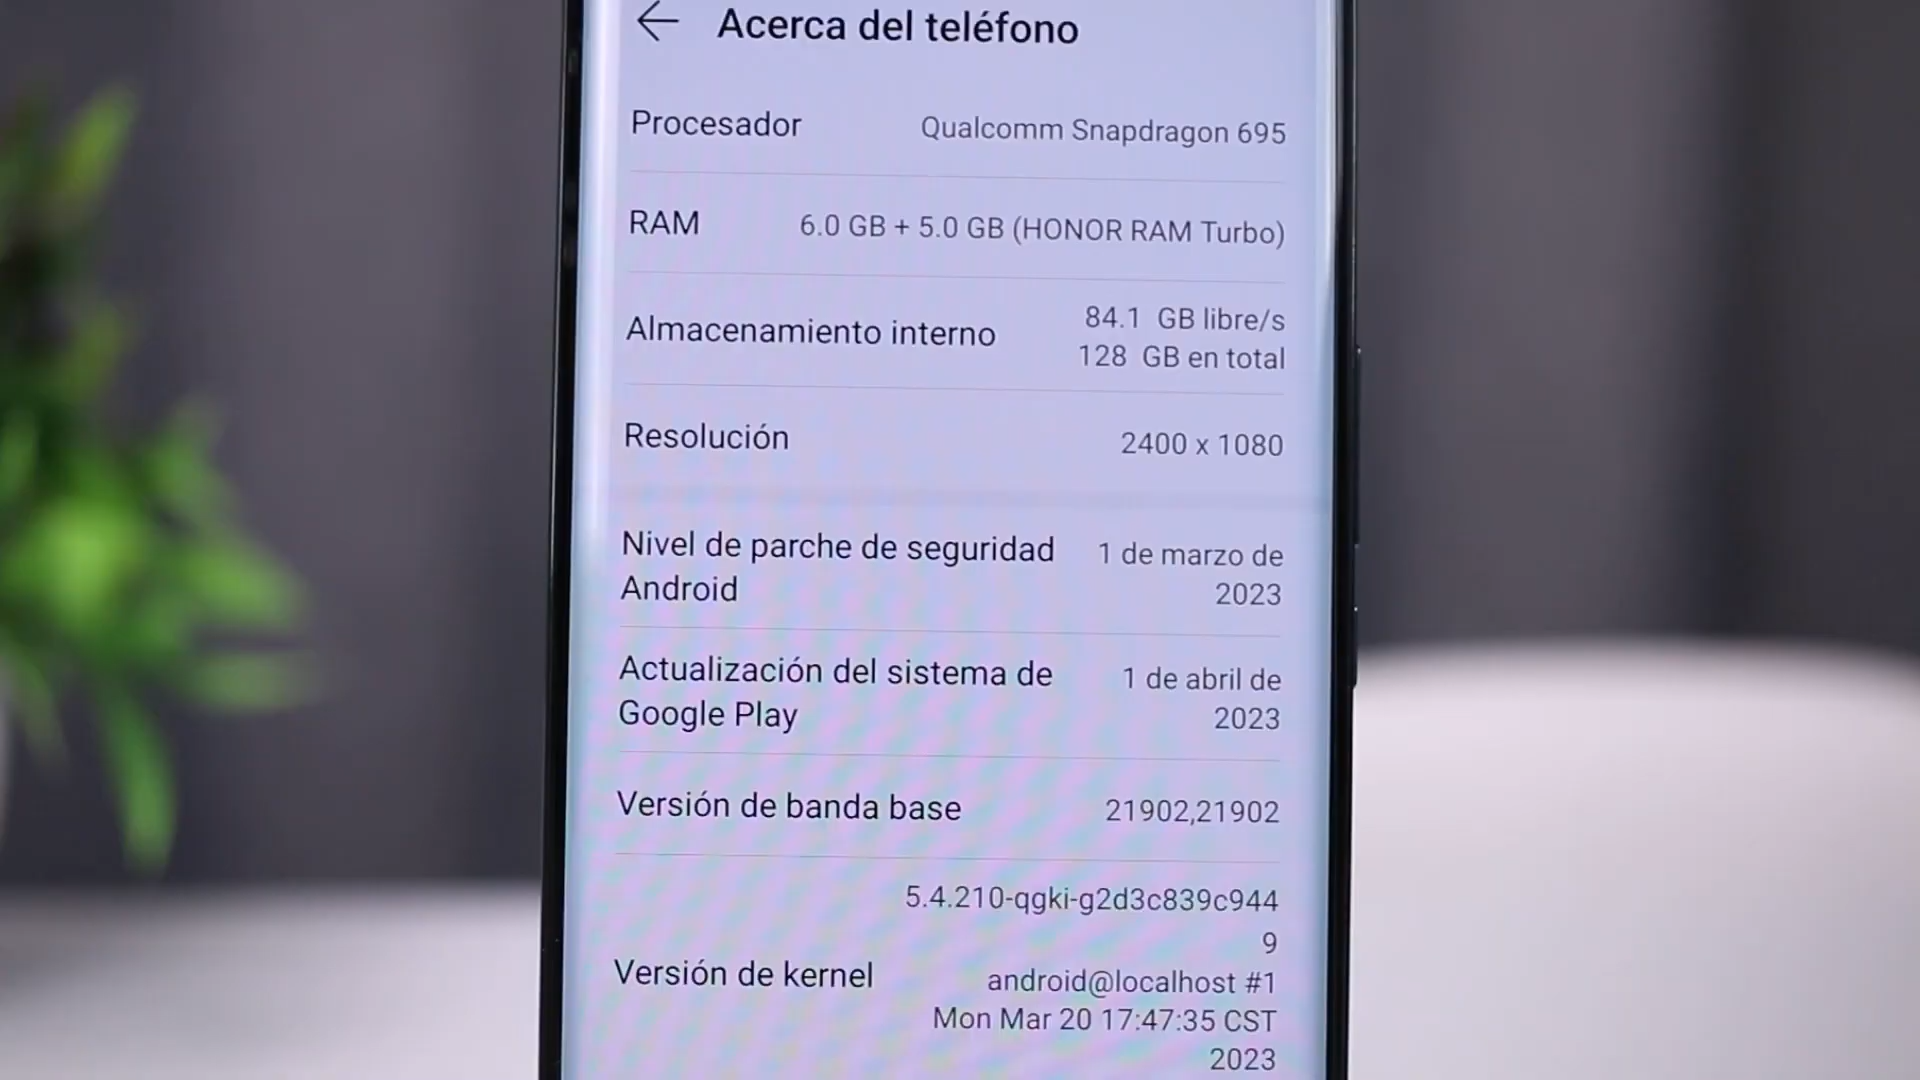 Acerca del teléfono
Procesador Qualcomm Snapdragon 695
RAM 6.0 GB + 5.0 GB (HONOR RAM Turbo)
Almacenamiento interno
84.1 GB libre/s
128 GB en total
Resolución 2400 x 1080
Nivel de parche de seguridad
Android
1 de marzo de
2023
Actualización del sistema de
Google Play
1 de abril de
2023
Versión de banda base 21902,21902
Versión de kernel
5.4.210-qgki-g2d3c839c944
9
android@localhost #1
Mon Mar 20 17:47:35 CST
2023